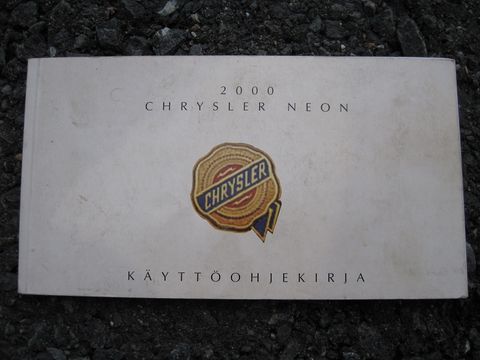 2000
CHRYSLER NEON
CHRYSLER
KÄYTTÖOHJEKIRJA